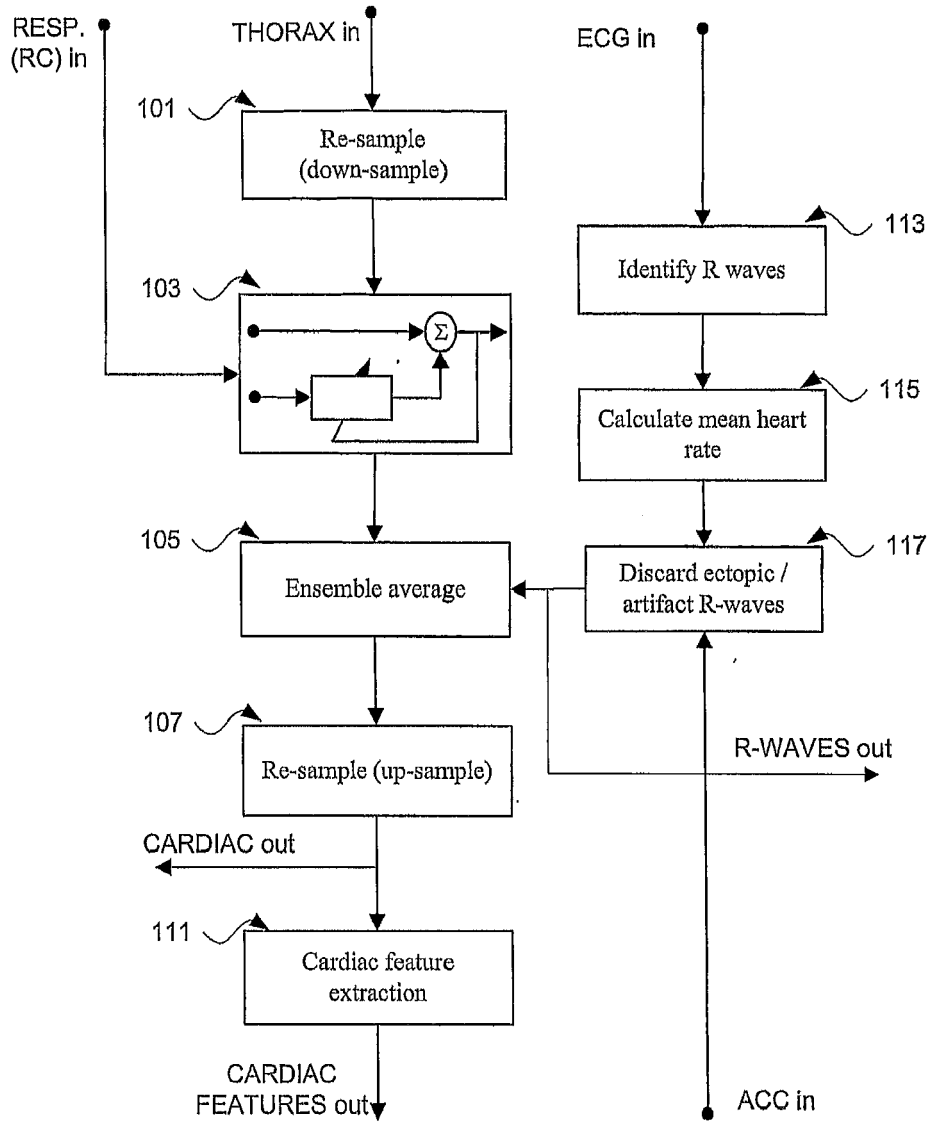 RESP.
(RC) in
THORAX in
ECG in
101
Re-sample
(down-sample)
113
Identify R waves
103
Σ
115
Calculate mean heart
rate
105
Ensemble average
117
Discard ectopic /
artifact R-waves
107
Re-sample (up-sample)
R-WAVES out
CARDIAC out
111
Cardiac feature
extraction
CARDIAC
FEATURES out
ACC in